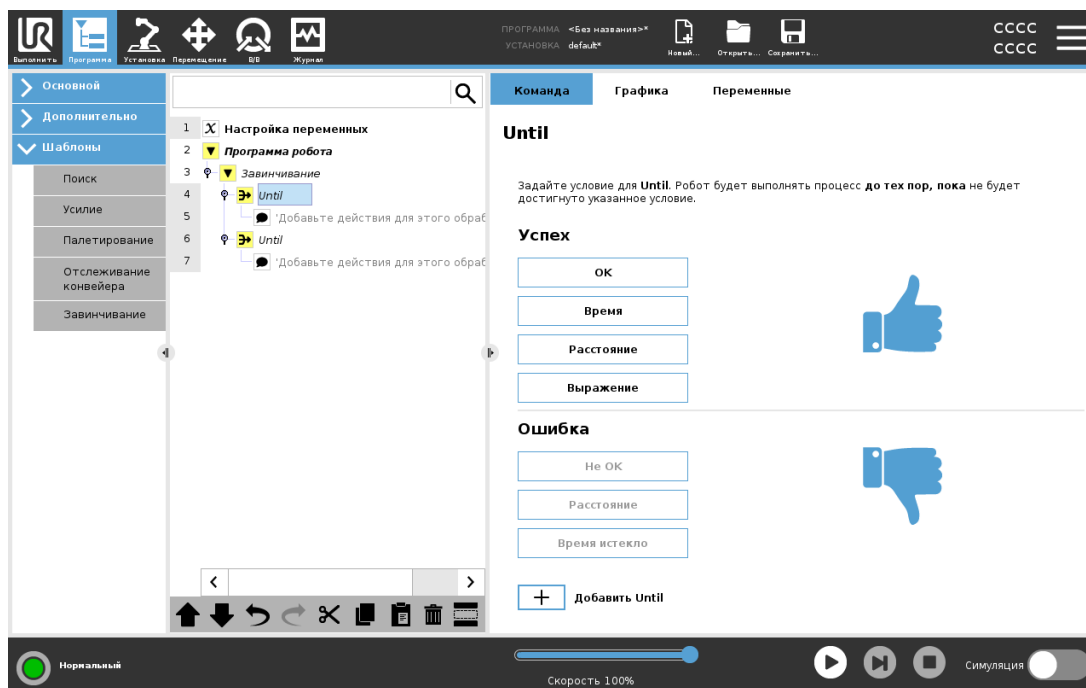 UR
Выполнить
Программа
Установка
Перемещение
В/В
Журнал
ПРОГРАММА <Без названия>*
УСТАНОВКА default*
Новый...
Открыть...
Сохранить...
CCCC
CCCC
Основной
Дополнительно
Шаблоны
Поиск
Усилие
Палетирование
Отслеживание
конвейера
Завинчивание
1 X Настройка переменных
2 Программа робота
3 Завинчивание
4 Until
5 'Добавьте действия для этого обраб
6 Until
7 'Добавьте действия для этого обраб
Команда Графика Переменные
Until
Задайте условие для Until. Робот будет выполнять процесс до тех пор, пока не будет
достигнуто указанное условие.
Успех
OK
Время
Расстояние
Выражение
Ошибка
Не OK
Расстояние
Время истекло
Добавить Until
Нормальный
Скорость 100%
Симуляция